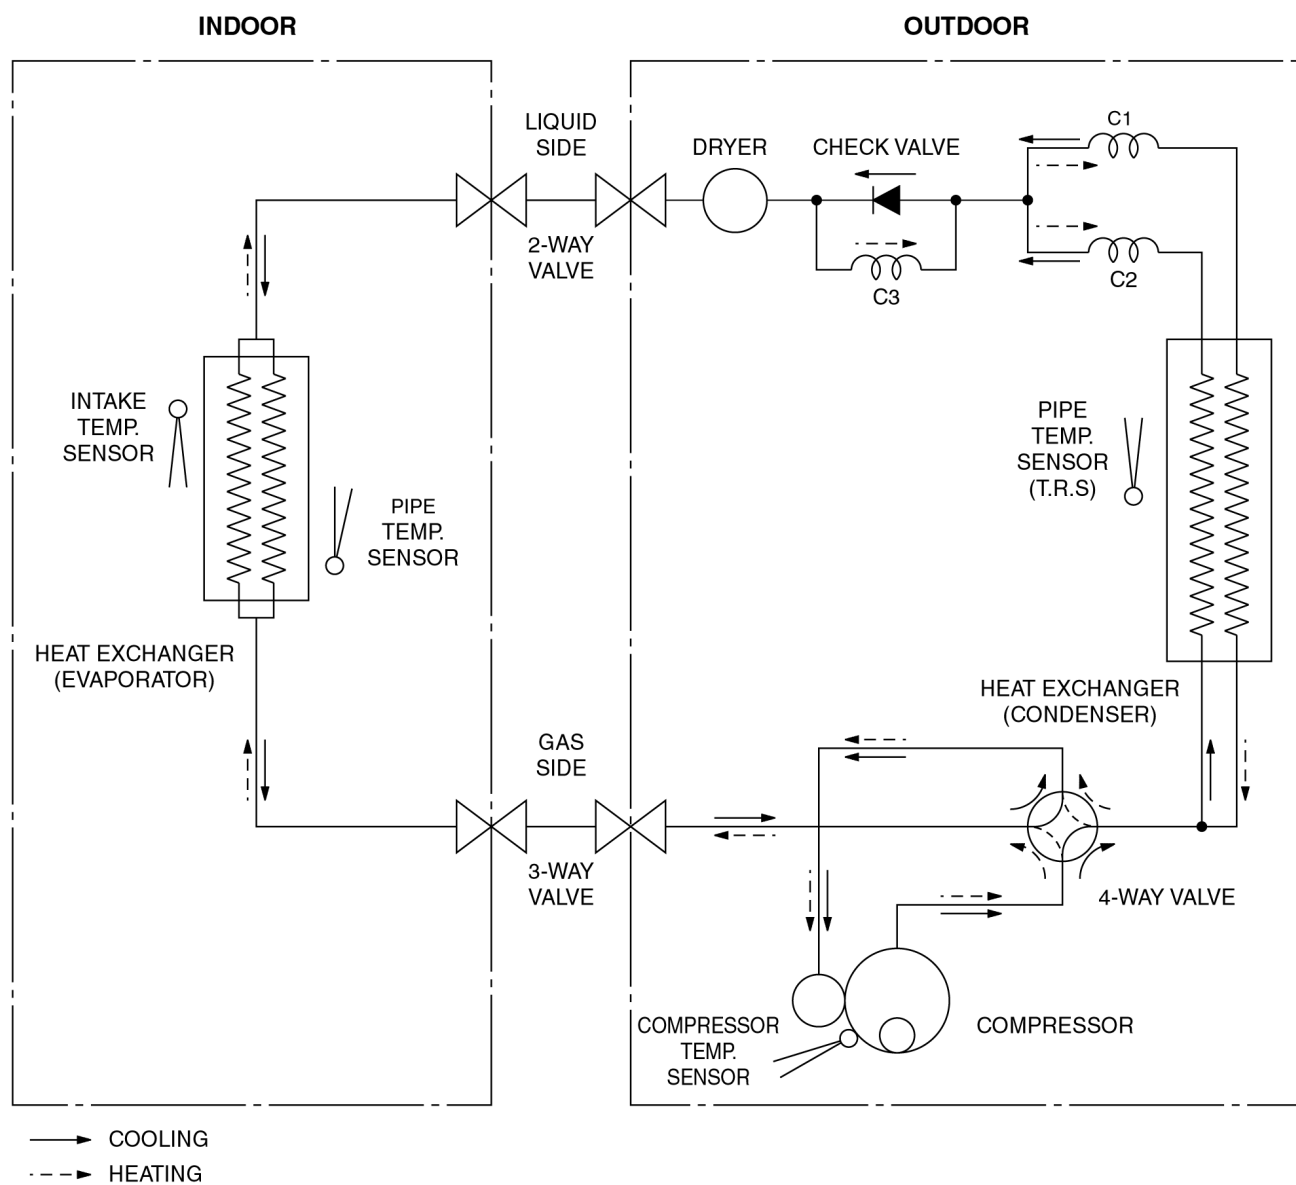 INDOOR
OUTDOOR
LIQUID
SIDE
DRYER
CHECK VALVE
C1
2-WAY
VALVE
C3
C2
INTAKE
TEMP.
SENSOR
PIPE
TEMP.
SENSOR
PIPE
TEMP.
SENSOR
(T.R.S)
HEAT EXCHANGER
(EVAPORATOR)
HEAT EXCHANGER
(CONDENSER)
GAS
SIDE
3-WAY
VALVE
4-WAY VALVE
COMPRESSOR
TEMP.
SENSOR
COMPRESSOR
COOLING
HEATING